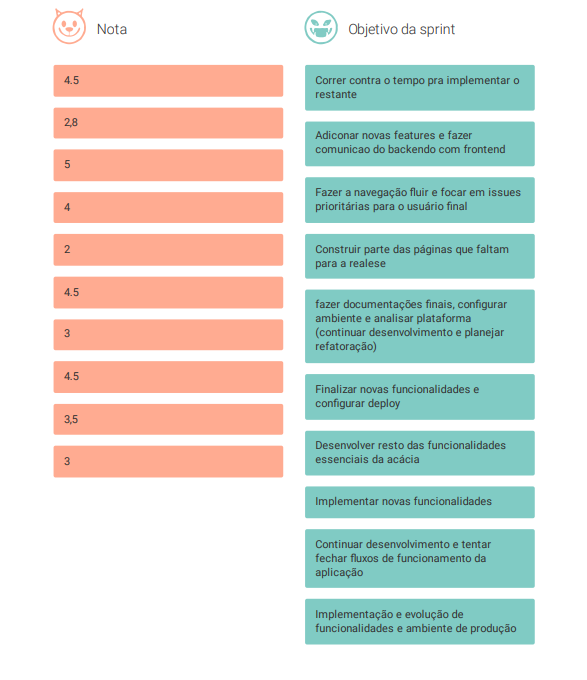 Nota
4.5
2,8
5
4
2
4.5
3
4.5
3,5
3
Objetivo da sprint
Correr contra o tempo pra implementar o
restante
Adiconar novas features e fazer
comunicao do backendo com frontend
Fazer a navegação fluir e focar em issues
prioritárias para o usuário final
Construir parte das páginas que faltam
para a realese
fazer documentações finais, configurar
ambiente e analisar plataforma
(continuar desenvolvimento e planejar
refatoração)
Finalizar novas funcionalidades e
configurar deploy
Desenvolver resto das funcionalidades
essenciais da acácia
Implementar novas funcionalidades
Continuar desenvolvimento e tentar
fechar fluxos de funcionamento da
aplicação
Implementação e evolução de
funcionalidades e ambiente de produção